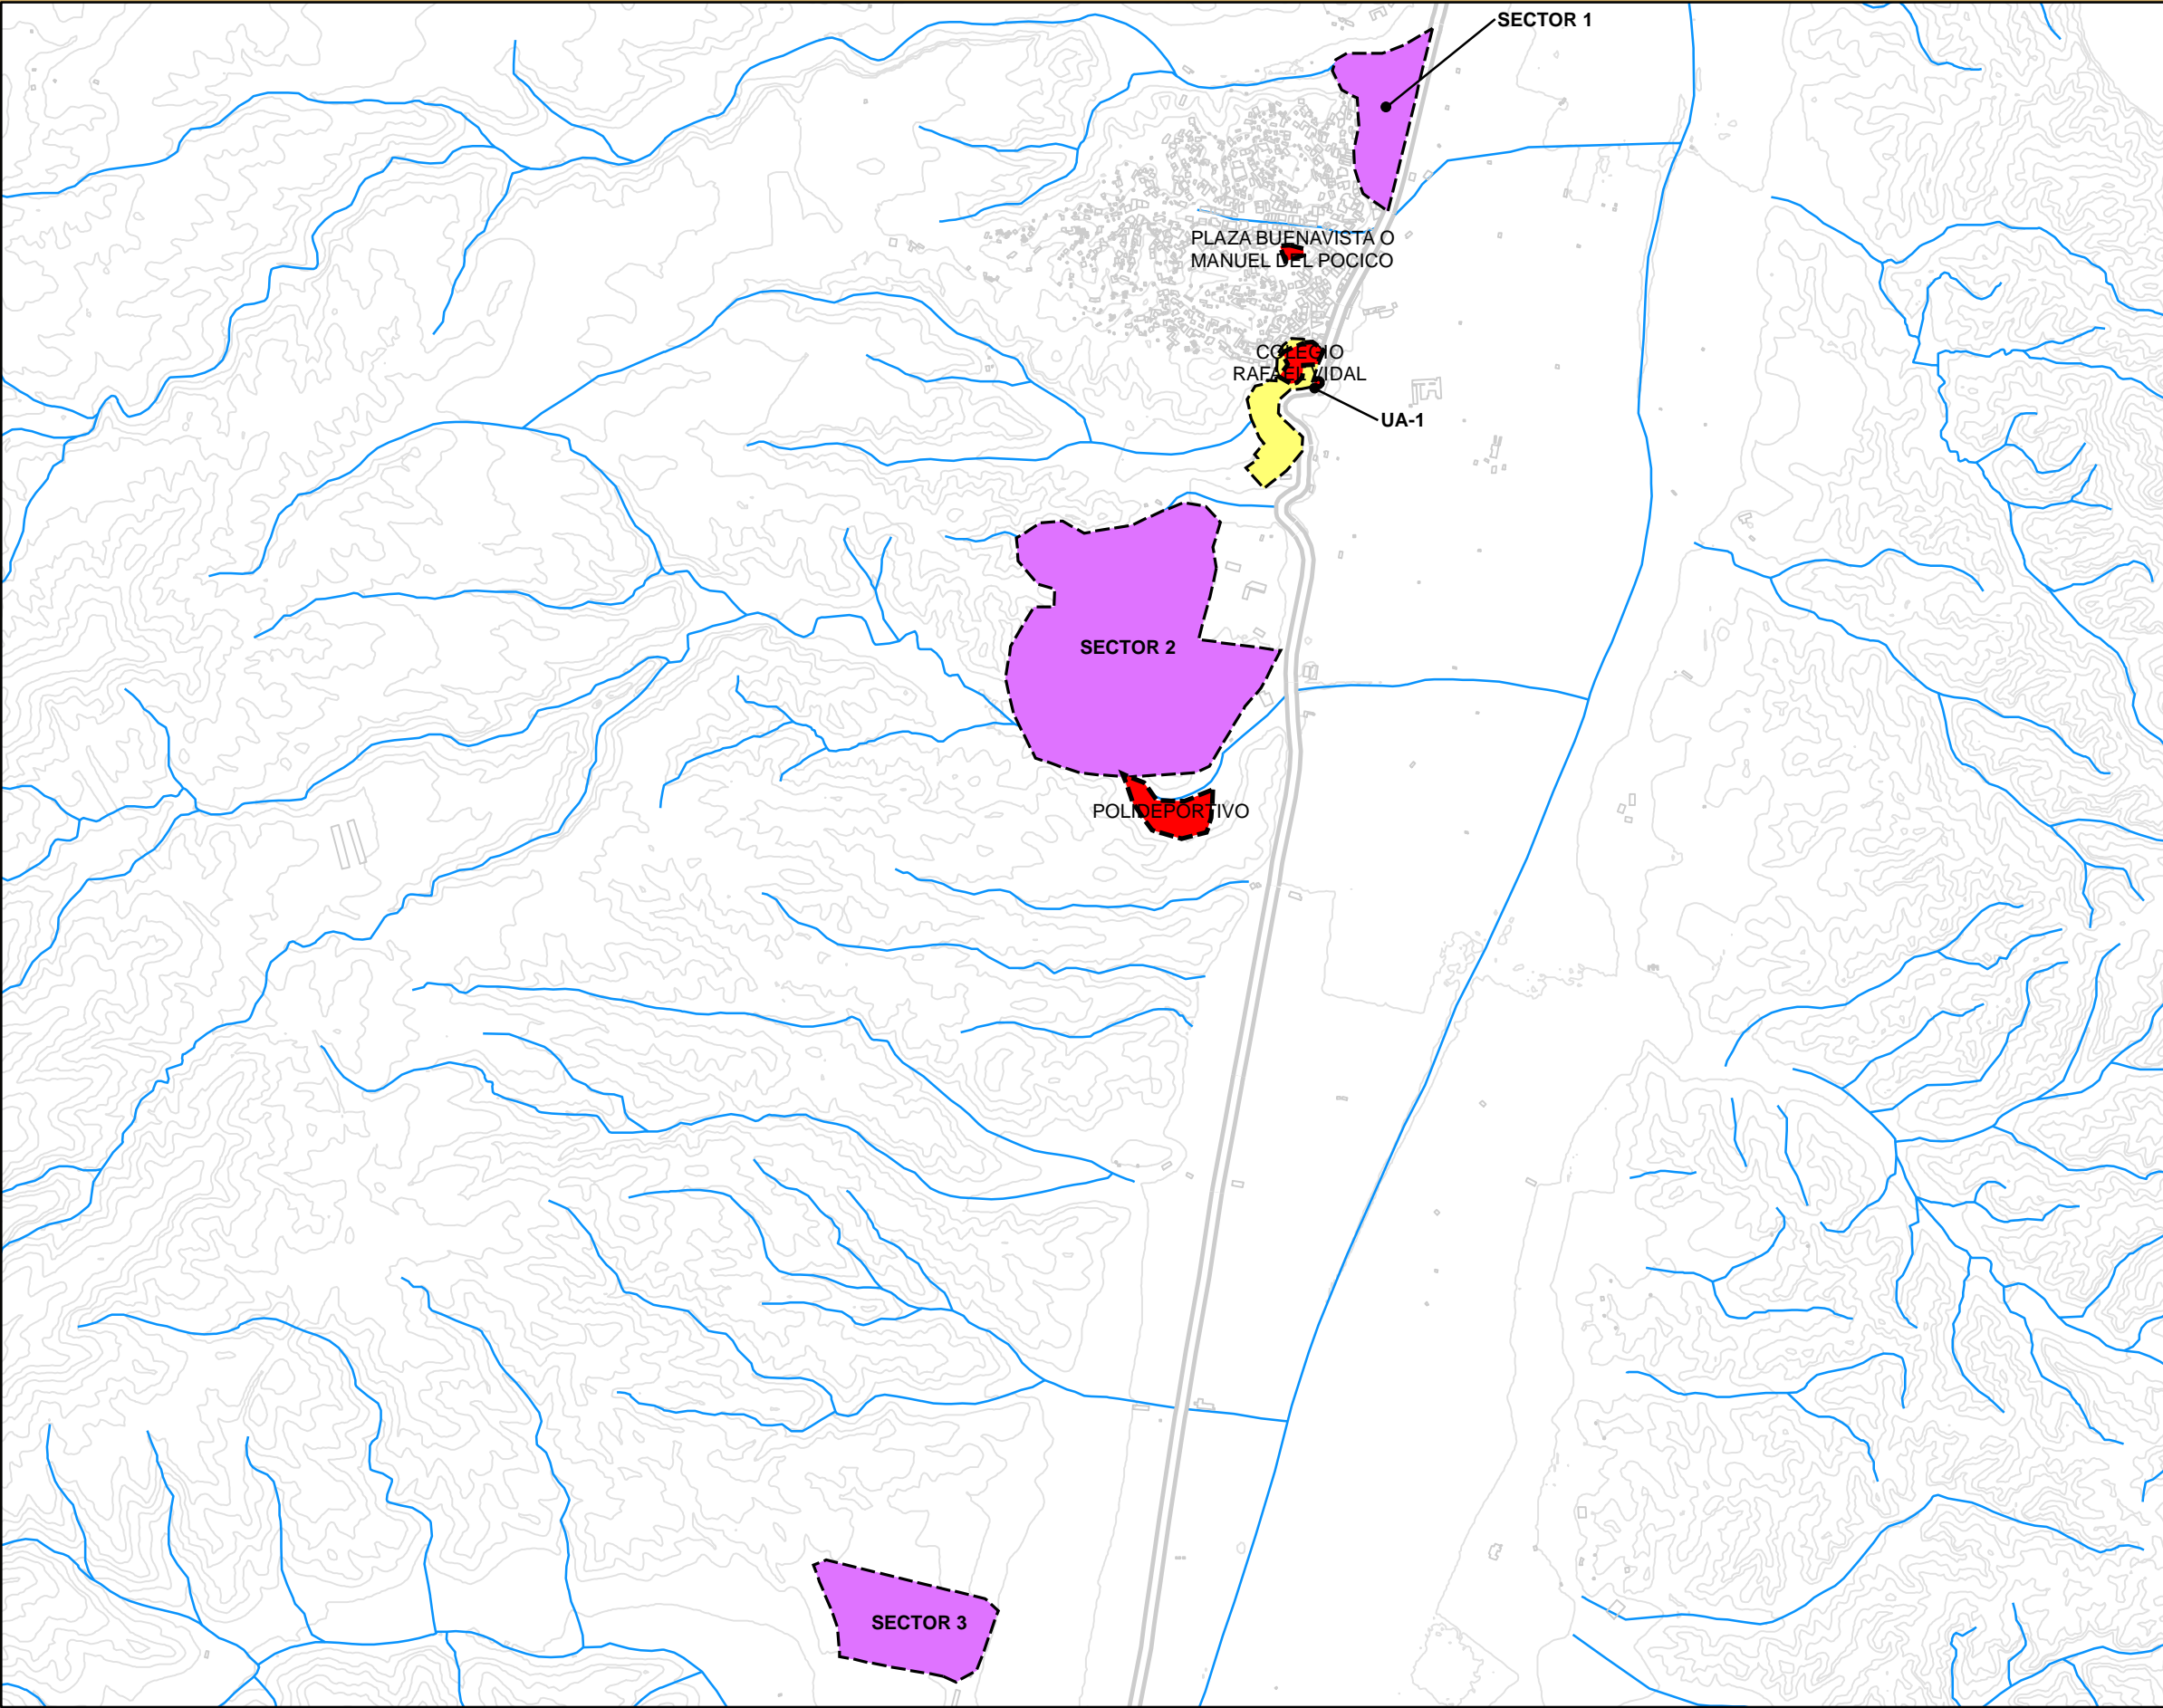 SECTOR 1
PLAZA BUENAVISTA O
MANUEL DEL POCICO
COLEGIO
RAFAEL VIDAL
UA-1
SECTOR 2
POLIDEPORTIVO
SECTOR 3